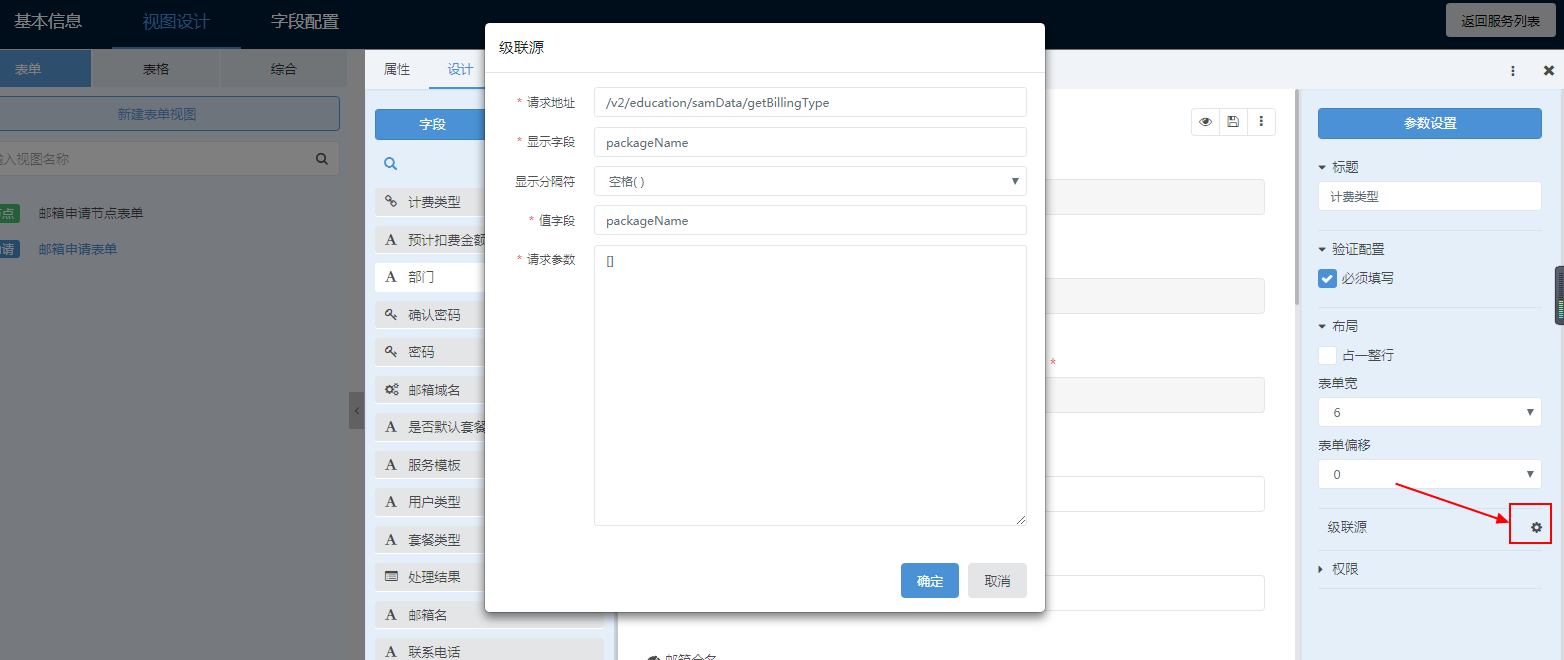 基本信息
视图设计
字段配置
返回服务列表
表单
表格
综合
新建表单视图
入视图名称
点
邮箱申请节点表单
请
邮箱申请表单
属性
设计
字段
计费类型
预计扣费金额
部门
确认密码
密码
邮箱域名
是否默认套餐
服务模板
用户类型
套餐类型
处理结果
邮箱名
联系电话
级联源
* 请求地址
/v2/education/samData/getBillingType
* 显示字段
packageName
显示分隔符
空格( )
* 值字段
packageName
* 请求参数
[]
确定
取消
*
参数设置
标题
计费类型
验证配置
必须填写
布局
占一整行
表单宽
6
表单偏移
0
级联源
权限